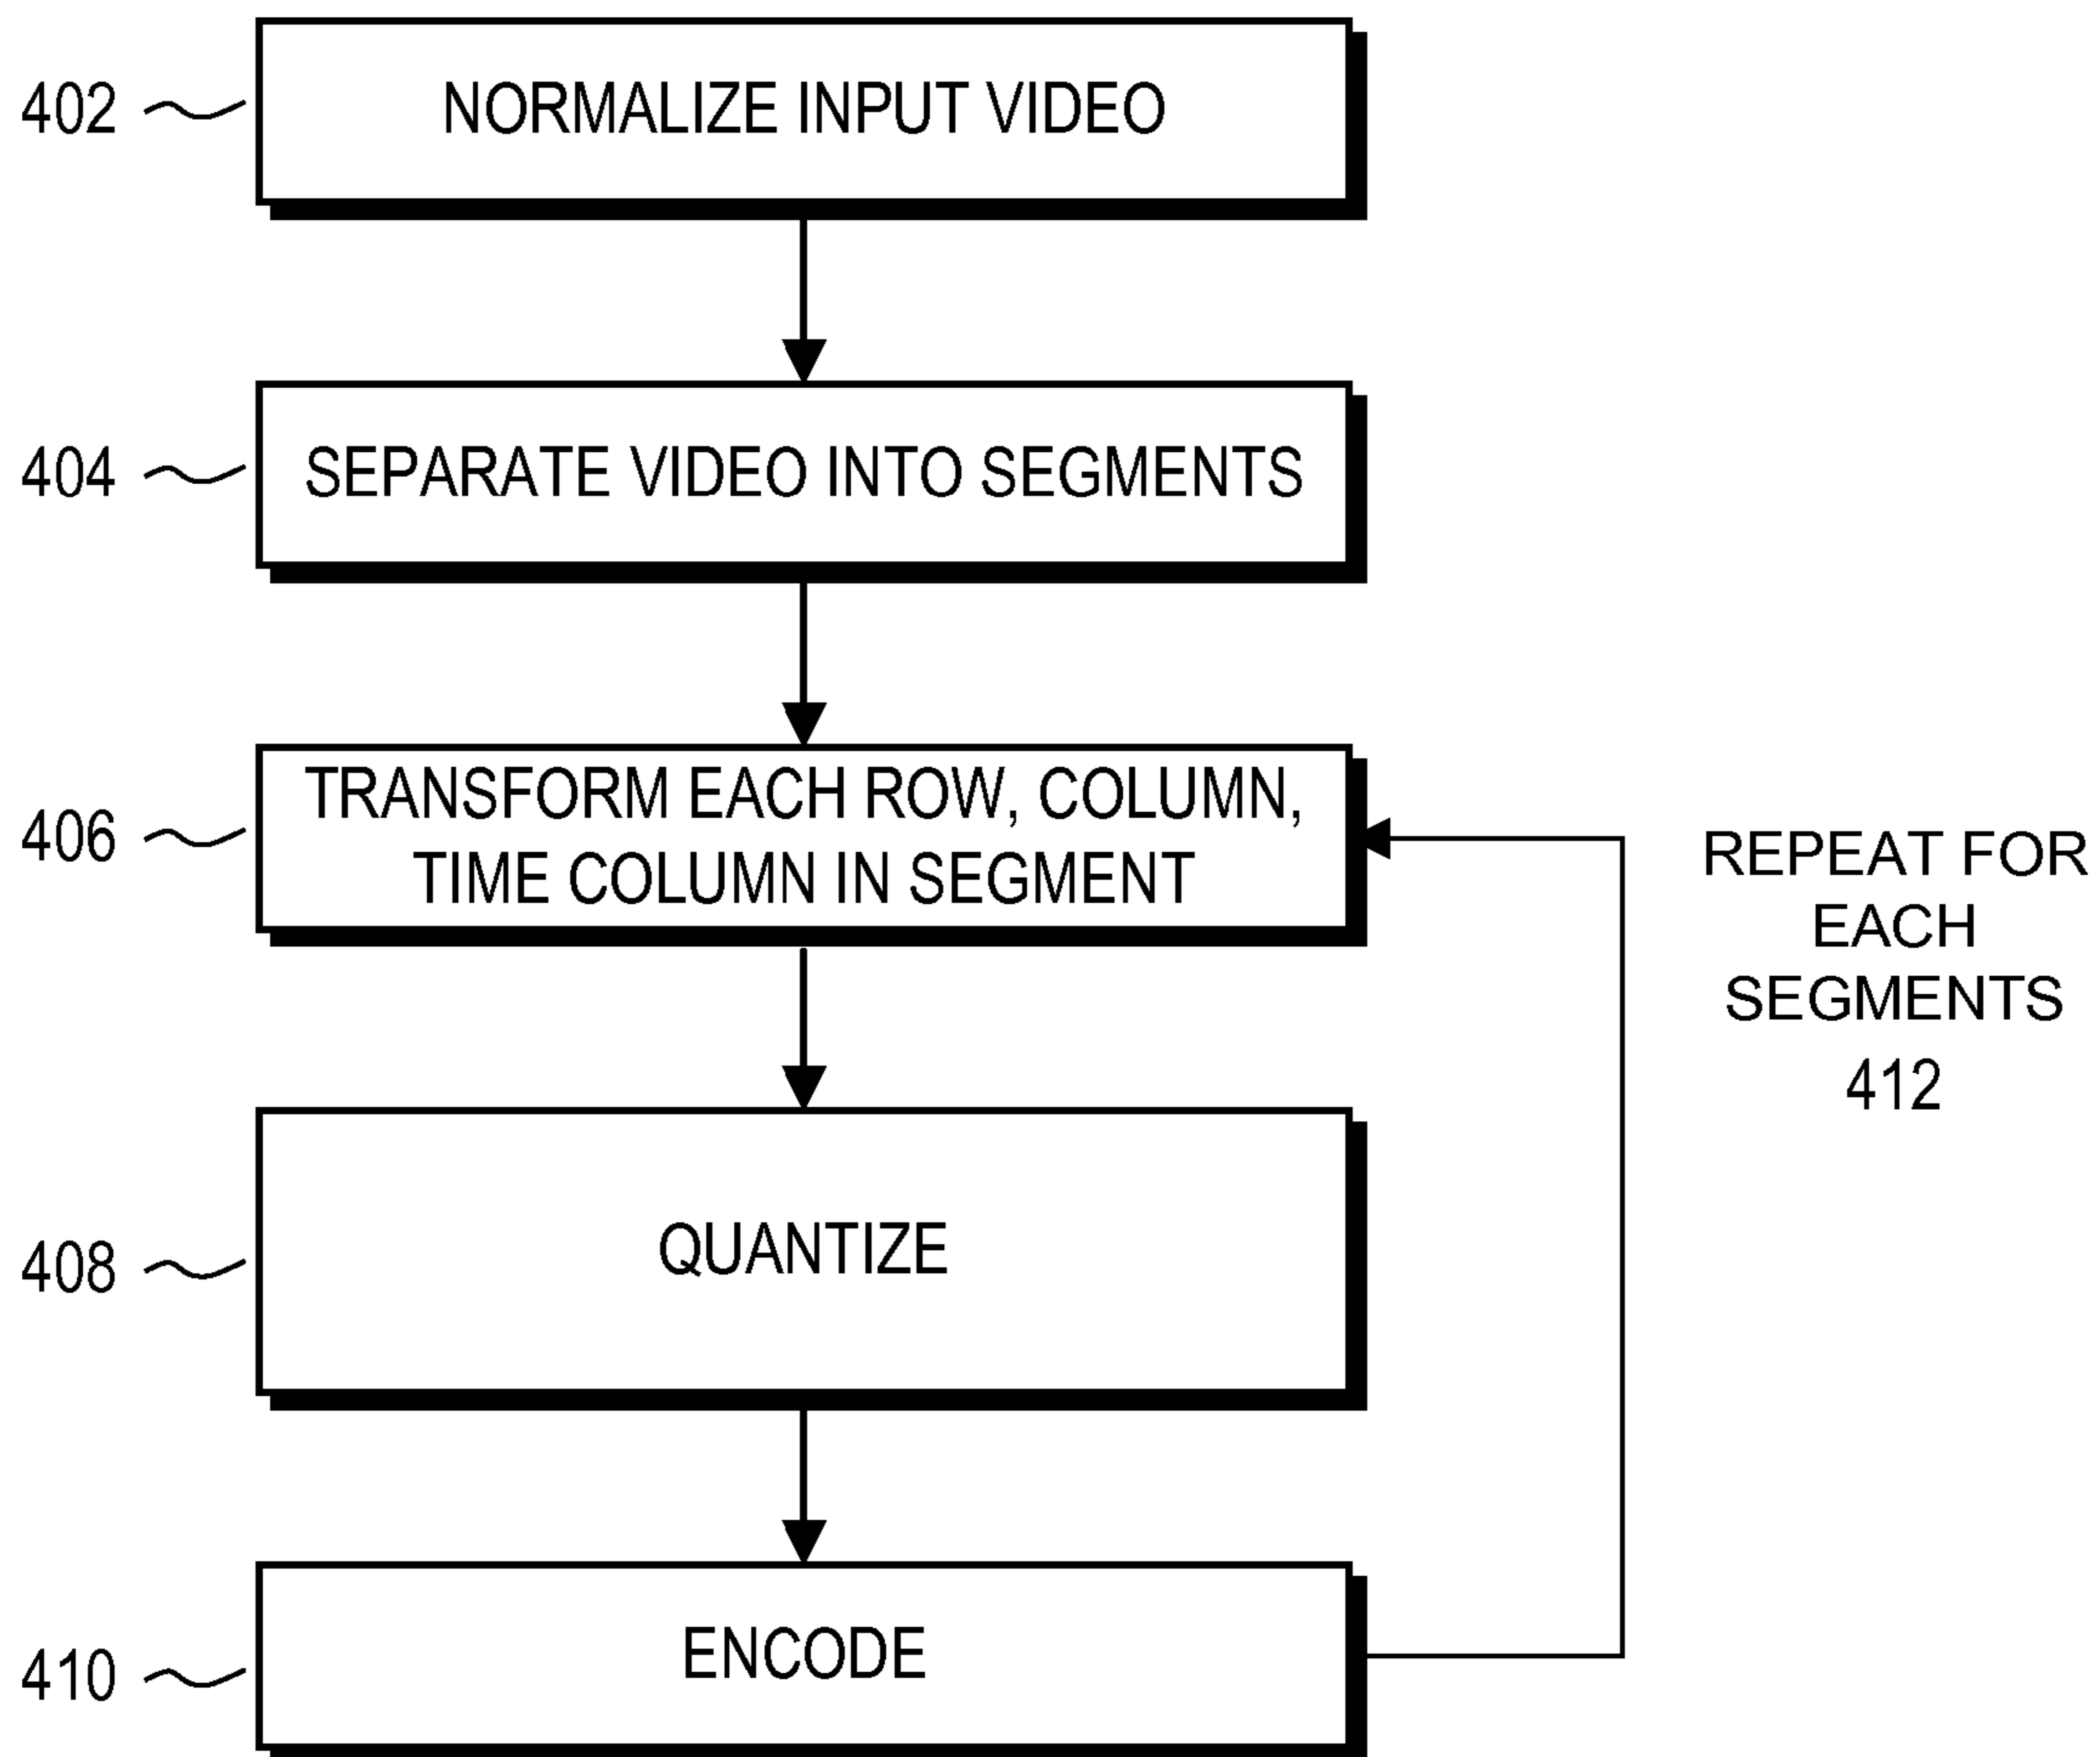 402
NORMALIZE INPUT VIDEO
404
SEPARATE VIDEO INTO SEGMENTS
406
TRANSFORM EACH ROW, COLUMN,
TIME COLUMN IN SEGMENT
REPEAT FOR
EACH
SEGMENTS
412
408
QUANTIZE
410
ENCODE